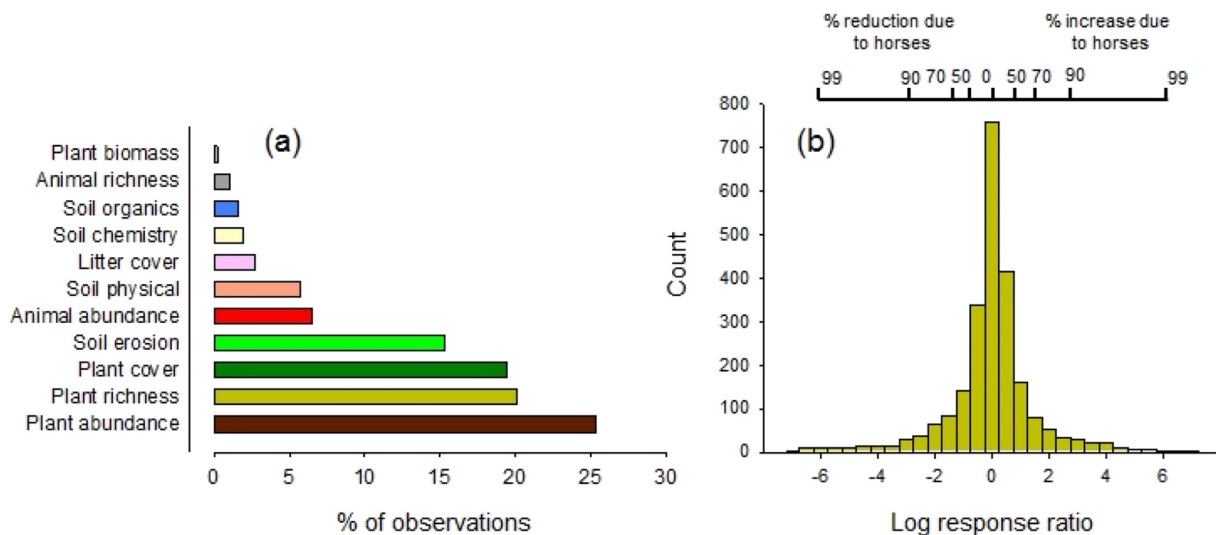 (a)
Plant biomass
Animal richness
Soil organics
Soil chemistry
Litter cover
Soil physical
Animal abundance
Soil erosion
Plant cover
Plant richness
Plant abundance
0 5 10 15 20 25 30
% of observations
% reduction due
to horses
% increase due
to horses
99 90 70 50 0 50 70 90 99
(b)
800
700
600
500
400
300
200
100
0
Count
-6 -4 -2 0 2 4 6
Log response ratio